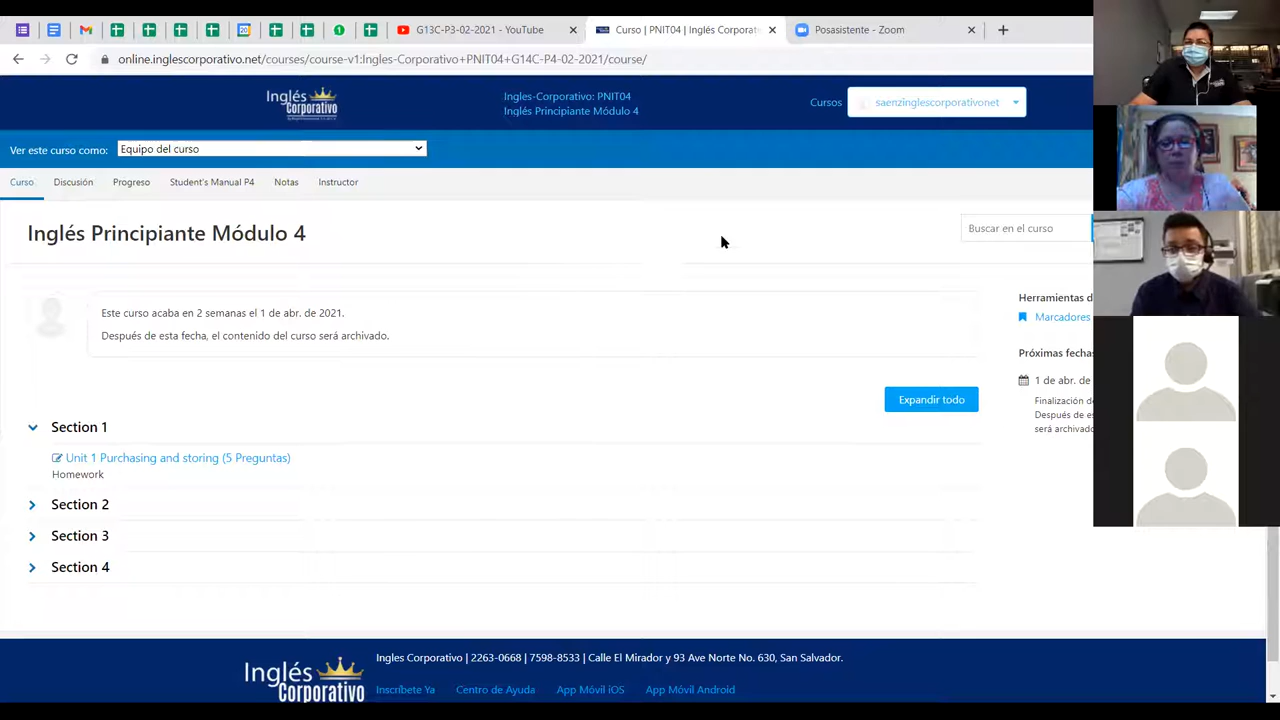 G13C-P3-02-2021 - YouTube
Curso | PNIT04 | Inglés Corporat
Posasistente - Zoom
online.inglescorporativo.net/courses/course-v1:Ingles-Corporativo+PNIT04+G14C-P4-02-2021/course/
Inglés
Corporativo
Ingles-Corporativo: PNIT04
Inglés Principiante Módulo 4
Cursos
saenzinglescorporativonet
Ver este curso como:
Equipo del curso
Curso
Discusión
Progreso
Student's Manual P4
Notas
Instructor
Inglés Principiante Módulo 4
Buscar en el curso
Este curso acaba en 2 semanas el 1 de abr. de 2021.
Después de esta fecha, el contenido del curso será archivado.
Herramientas d
Marcadores
Próximas fecha
1 de abr. de
Finalización d
Después de es
será archivado
Expandir todo
Section 1
Unit 1 Purchasing and storing (5 Preguntas)
Homework
Section 2
Section 3
Section 4
Inglés
Corporativo
Ingles Corporativo | 2263-0668 | 7598-8533 | Calle El Mirador y 93 Ave Norte No. 630, San Salvador.
Inscríbete Ya
Centro de Ayuda
App Móvil iOS
App Móvil Android